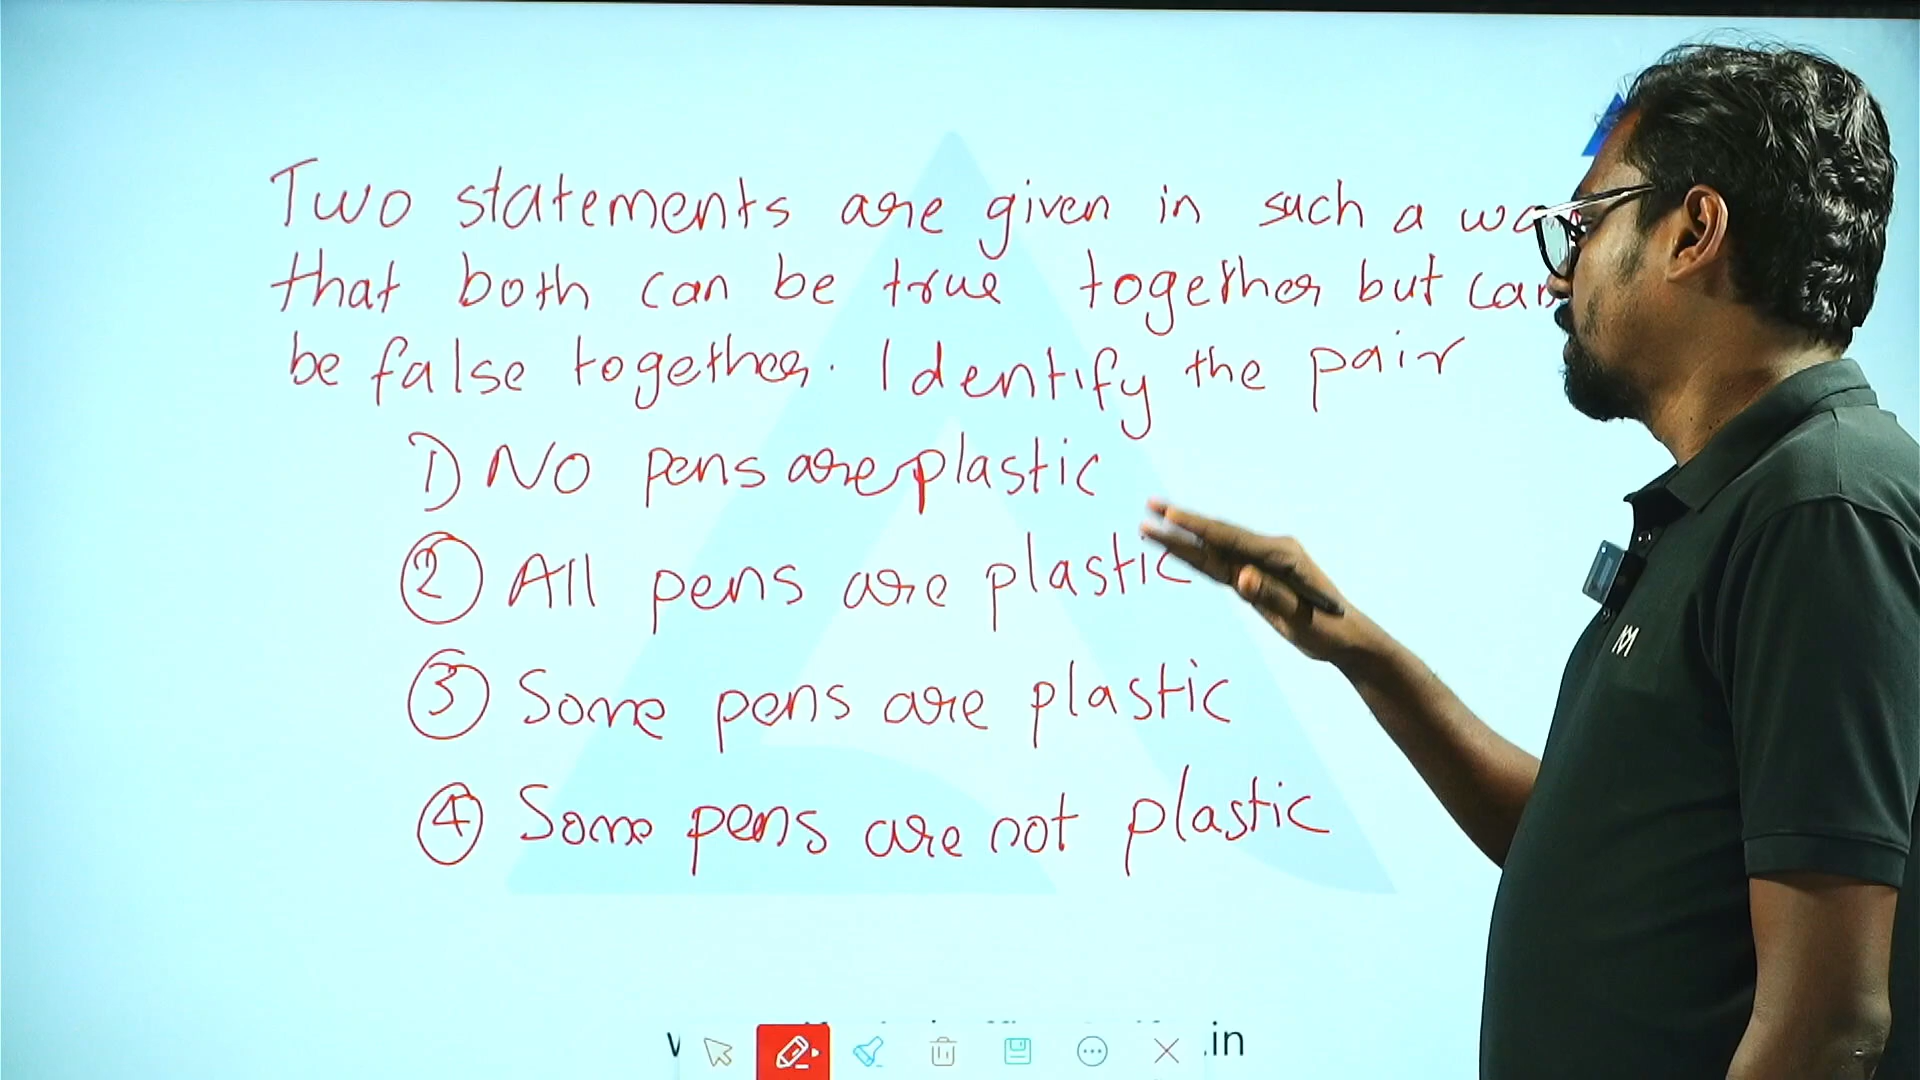 Two statements are given in such a
that both can be true together but
be false together. Identify the pair
1) No pens are plastic
② All pens are plastic
③ Some pens are plastic
④ Some pens are not plastic
.in